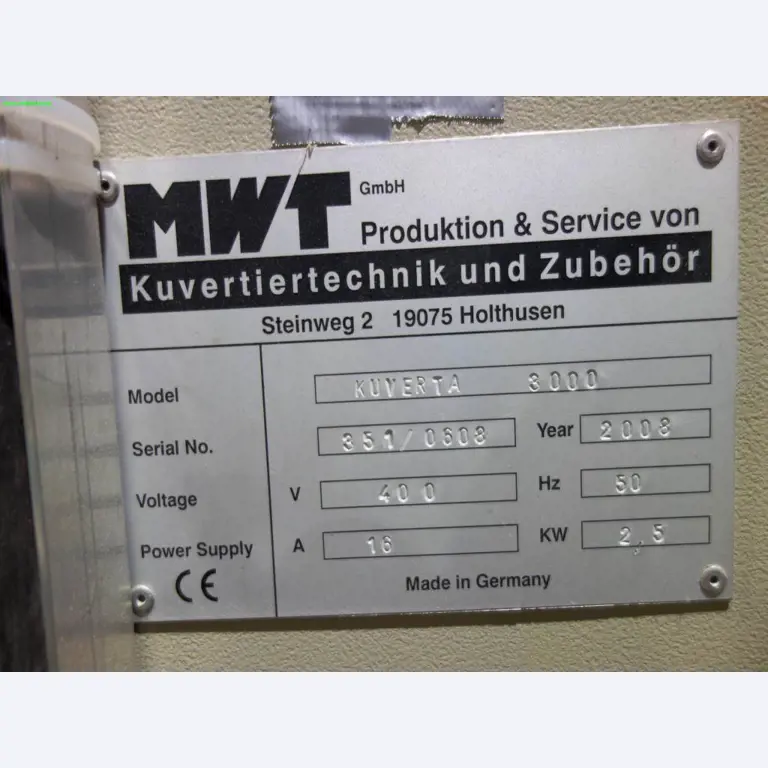 MWT GmbH
Produktion & Service von
Kuvertiertechnik und Zubehör
Steinweg 2 19075 Holthusen
Model KUVERTA 3000
Serial No. 351/0608 Year 2008
Voltage V 400 Hz 50
Power Supply A 16 KW 2,5
CE Made in Germany